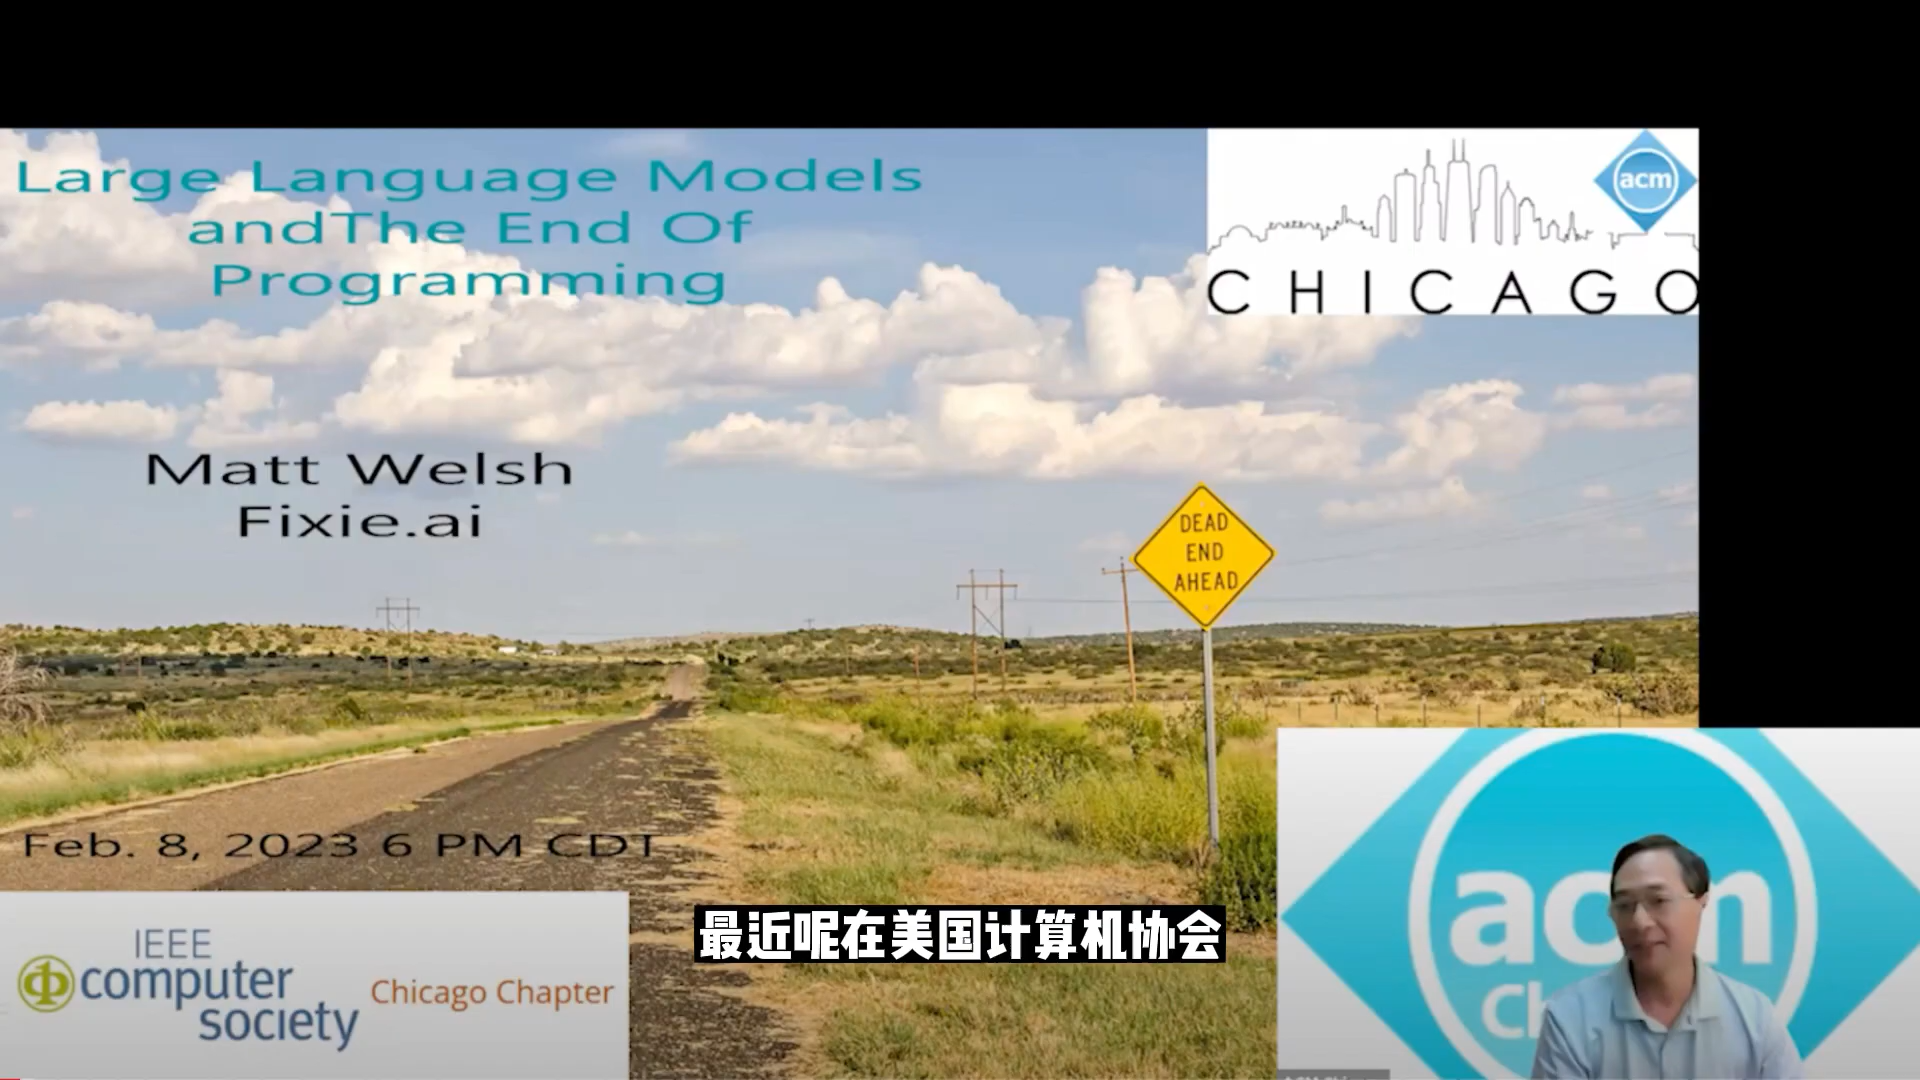 Large Language Models
andThe End Of
Programming
acm
CHICAGO
Matt Welsh
Fixie.ai
DEAD
END
AHEAD
Feb. 8, 2023 6 PM CDT
IEEE
computer
society
Chicago Chapter
最近呢在美国计算机协会
acm